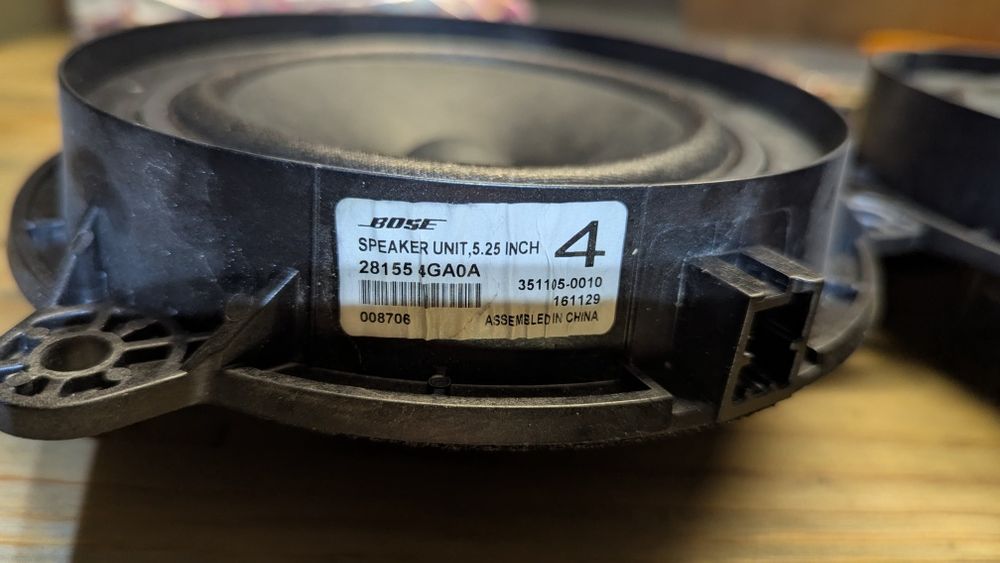 BOSE
SPEAKER UNIT,5.25 INCH
4
28155 4GA0A
351105-0010
161129
008706
ASSEMBLED IN CHINA